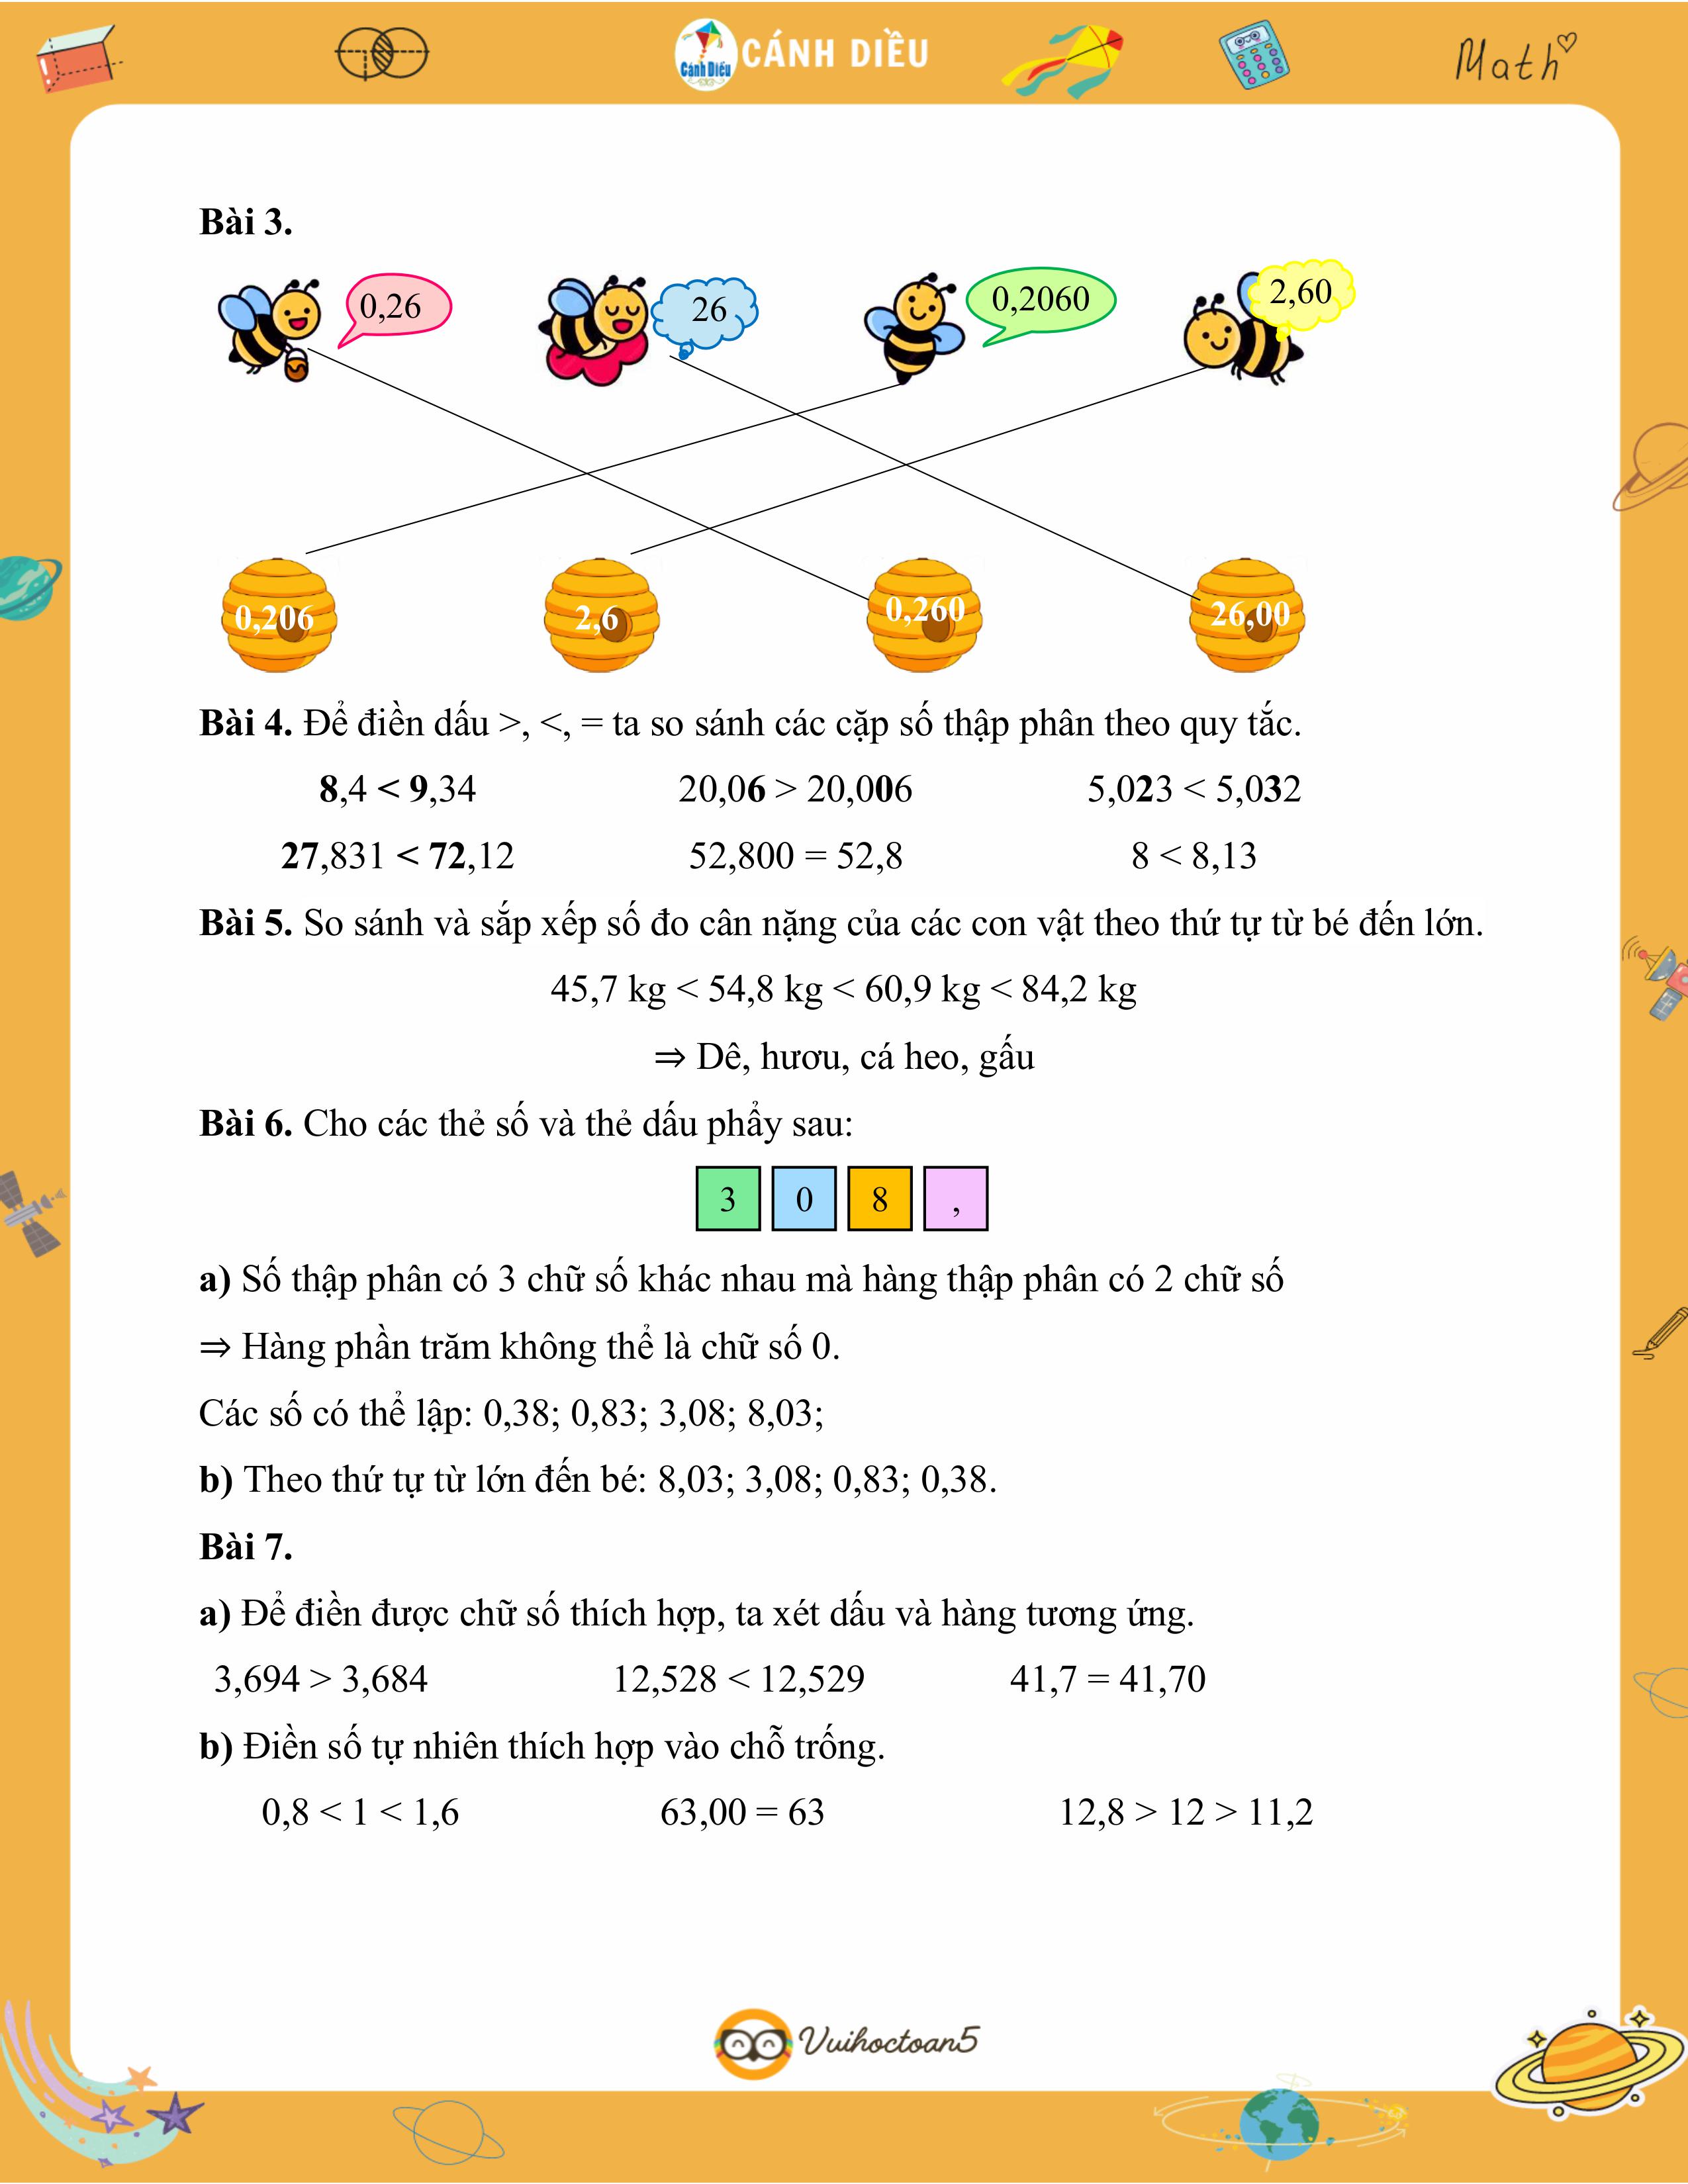 Cánh Diều CÁNH DIỀU Math
Bài 3.
0,26 26 0,2060 2,60
0,206 2,6 0,260 26,00
Bài 4. Để điền dấu >, <, = ta so sánh các cặp số thập phân theo quy tắc.
8,4 < 9,34 20,06 > 20,006 5,023 < 5,032
27,831 < 72,12 52,800 = 52,8 8 < 8,13
Bài 5. So sánh và sắp xếp số đo cân nặng của các con vật theo thứ tự từ bé đến lớn.
45,7 kg < 54,8 kg < 60,9 kg < 84,2 kg
⇒ Dê, hươu, cá heo, gấu
Bài 6. Cho các thẻ số và thẻ dấu phẩy sau:
3 0 8 ,
a) Số thập phân có 3 chữ số khác nhau mà hàng thập phân có 2 chữ số
⇒ Hàng phần trăm không thể là chữ số 0.
Các số có thể lập: 0,38; 0,83; 3,08; 8,03;
b) Theo thứ tự từ lớn đến bé: 8,03; 3,08; 0,83; 0,38.
Bài 7.
a) Để điền được chữ số thích hợp, ta xét dấu và hàng tương ứng.
3,694 > 3,684 12,528 < 12,529 41,7 = 41,70
b) Điền số tự nhiên thích hợp vào chỗ trống.
0,8 < 1 < 1,6 63,00 = 63 12,8 > 12 > 11,2
Vuihoctoan5